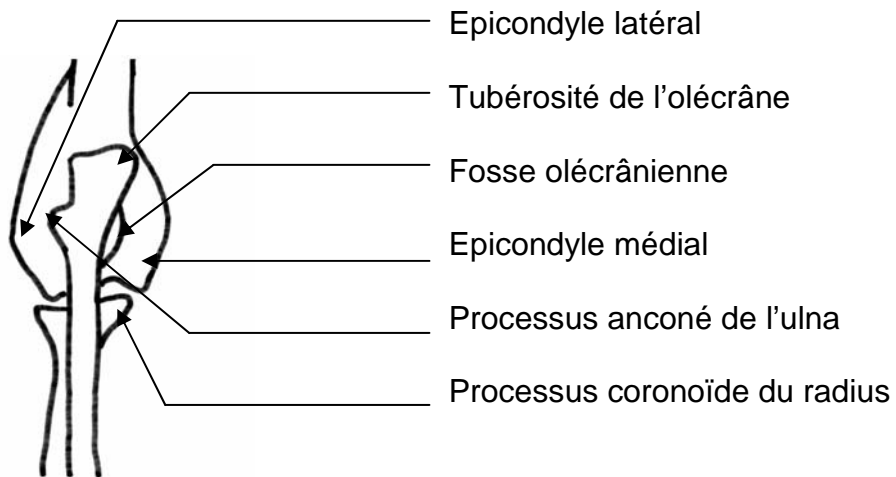 Epicondyle latéral
Tubérosité de l'olécrâne
Fosse olécrânienne
Epicondyle médial
Processus anconé de l'ulna
Processus coronoïde du radius